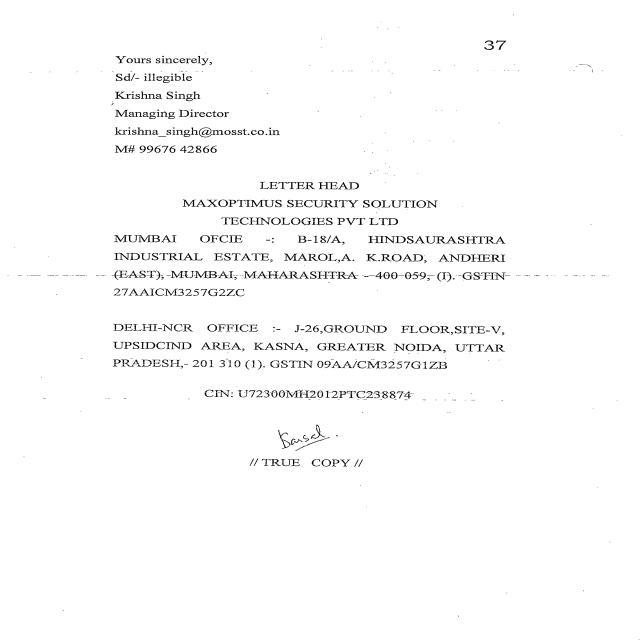 37
Yours sincerely,
Sd/- illegible
Krishna Singh
Managing Director
krishna_singh@mosst.co.in
M# 99676 42866
LETTER HEAD
MAXOPTIMUS SECURITY SOLUTION
TECHNOLOGIES PVT LTD
MUMBAI OFCIE -: B-18/A, HINDSAURASHTRA
INDUSTRIAL ESTATE, MAROL,A. K.ROAD, ANDHERI
(EAST), MUMBAI, MAHARASHTRA - 400 059, (I). GSTIN
27AAICM3257G2ZC
DELHI-NCR OFFICE :- J-26,GROUND FLOOR,SITE-V,
UPSIDCIND AREA, KASNA, GREATER NOIDA, UTTAR
PRADESH,- 201 310 (1). GSTIN 09AA/CM3257G1ZB
CIN: U72300MH2012PTC238874
// TRUE COPY //